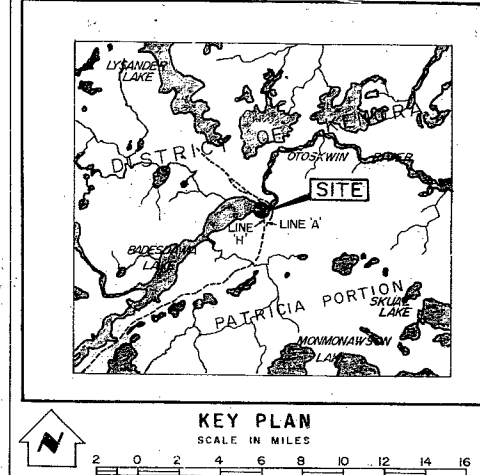 LYSANDER
LAKE
DISTRICT OF KENORA
OTOSKWIN RIVER
SITE
LINE 'H'
LINE 'A'
LAKE
PATRICIA PORTION
SKUA
LAKE
MONMONAWSON
LAKE
N
KEY PLAN
SCALE IN MILES
2 0 2 4 6 8 10 12 14 16